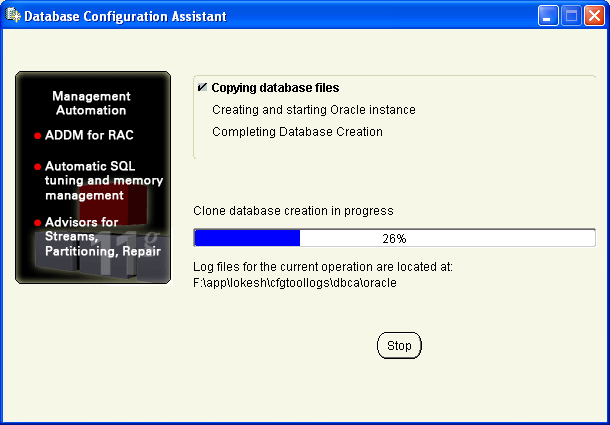 Database Configuration Assistant
Management
Automation
ADDM for RAC
Automatic SQL
tuning and memory
management
Advisors for
Streams,
Partitioning, Repair
11g
Copying database files
Creating and starting Oracle instance
Completing Database Creation
Clone database creation in progress
26%
Log files for the current operation are located at:
F:\app\lokesh\cfgtoollogs\dbca\oracle
Stop